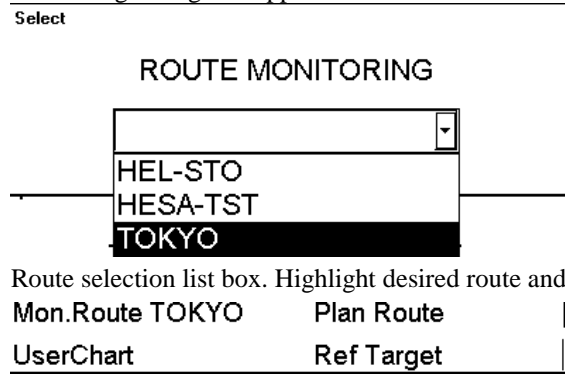 Select
ROUTE MONITORING
HEL-STO
HESA-TST
TOKYO
Route selection list box. Highlight desired route and
Mon.Route TOKYO Plan Route
UserChart Ref Target